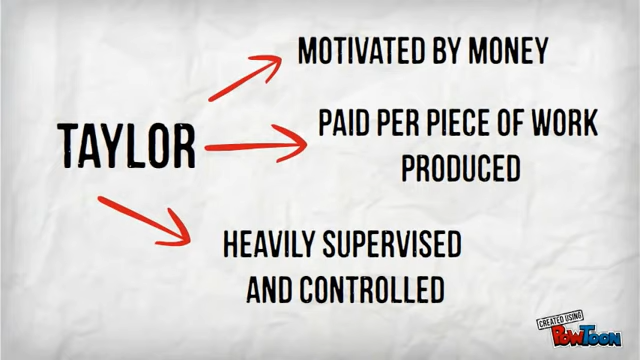 MOTIVATED BY MONEY
TAYLOR
PAID PER PIECE OF WORK
PRODUCED
HEAVILY SUPERVISED
AND CONTROLLED
CREATED USING
POWTOON